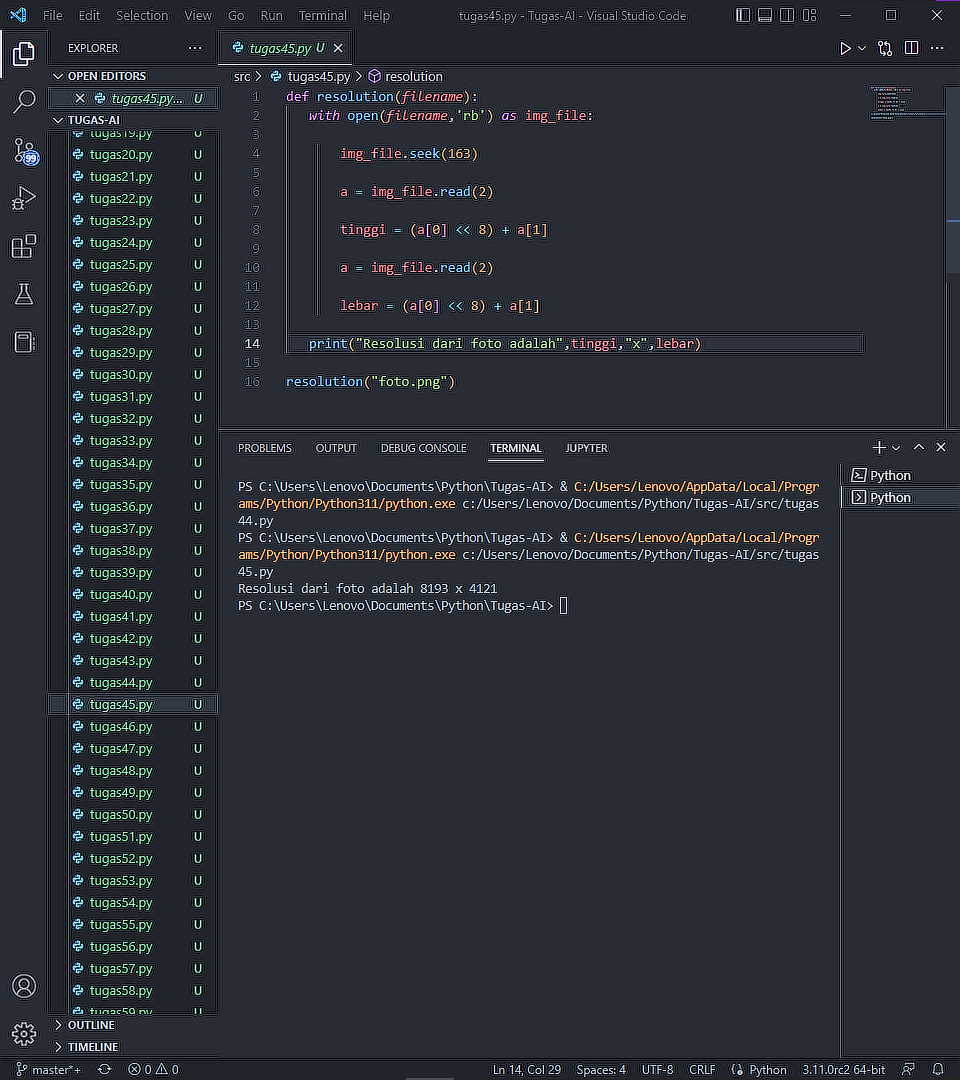 File Edit Selection View Go Run Terminal Help tugas45.py - Tugas-AI - Visual Studio Code
EXPLORER
OPEN EDITORS
tugas45.py... U
TUGAS-AI
tugas19.py U
tugas20.py U
tugas21.py U
tugas22.py U
tugas23.py U
tugas24.py U
tugas25.py U
tugas26.py U
tugas27.py U
tugas28.py U
tugas29.py U
tugas30.py U
tugas31.py U
tugas32.py U
tugas33.py U
tugas34.py U
tugas35.py U
tugas36.py U
tugas37.py U
tugas38.py U
tugas39.py U
tugas40.py U
tugas41.py U
tugas42.py U
tugas43.py U
tugas44.py U
tugas45.py U
tugas46.py U
tugas47.py U
tugas48.py U
tugas49.py U
tugas50.py U
tugas51.py U
tugas52.py U
tugas53.py U
tugas54.py U
tugas55.py U
tugas56.py U
tugas57.py U
tugas58.py U
tugas59.py U
OUTLINE
TIMELINE
99
tugas45.py U
src > tugas45.py > resolution
1 def resolution(filename):
2 with open(filename,'rb') as img_file:
3
4 img_file.seek(163)
5
6 a = img_file.read(2)
7
8 tinggi = (a[0] << 8) + a[1]
9
10 a = img_file.read(2)
11
12 lebar = (a[0] << 8) + a[1]
13
14 print("Resolusi dari foto adalah",tinggi,"x",lebar)
15
16 resolution("foto.png")
PROBLEMS OUTPUT DEBUG CONSOLE TERMINAL JUPYTER
PS C:\Users\Lenovo\Documents\Python\Tugas-AI> & C:/Users/Lenovo/AppData/Local/Progr
ams/Python/Python311/python.exe c:/Users/Lenovo/Documents/Python/Tugas-AI/src/tugas
44.py
PS C:\Users\Lenovo\Documents\Python\Tugas-AI> & C:/Users/Lenovo/AppData/Local/Progr
ams/Python/Python311/python.exe c:/Users/Lenovo/Documents/Python/Tugas-AI/src/tugas
45.py
Resolusi dari foto adalah 8193 x 4121
PS C:\Users\Lenovo\Documents\Python\Tugas-AI>
Python
Python
master*+ 0 0 Ln 14, Col 29 Spaces: 4 UTF-8 CRLF Python 3.11.0rc2 64-bit